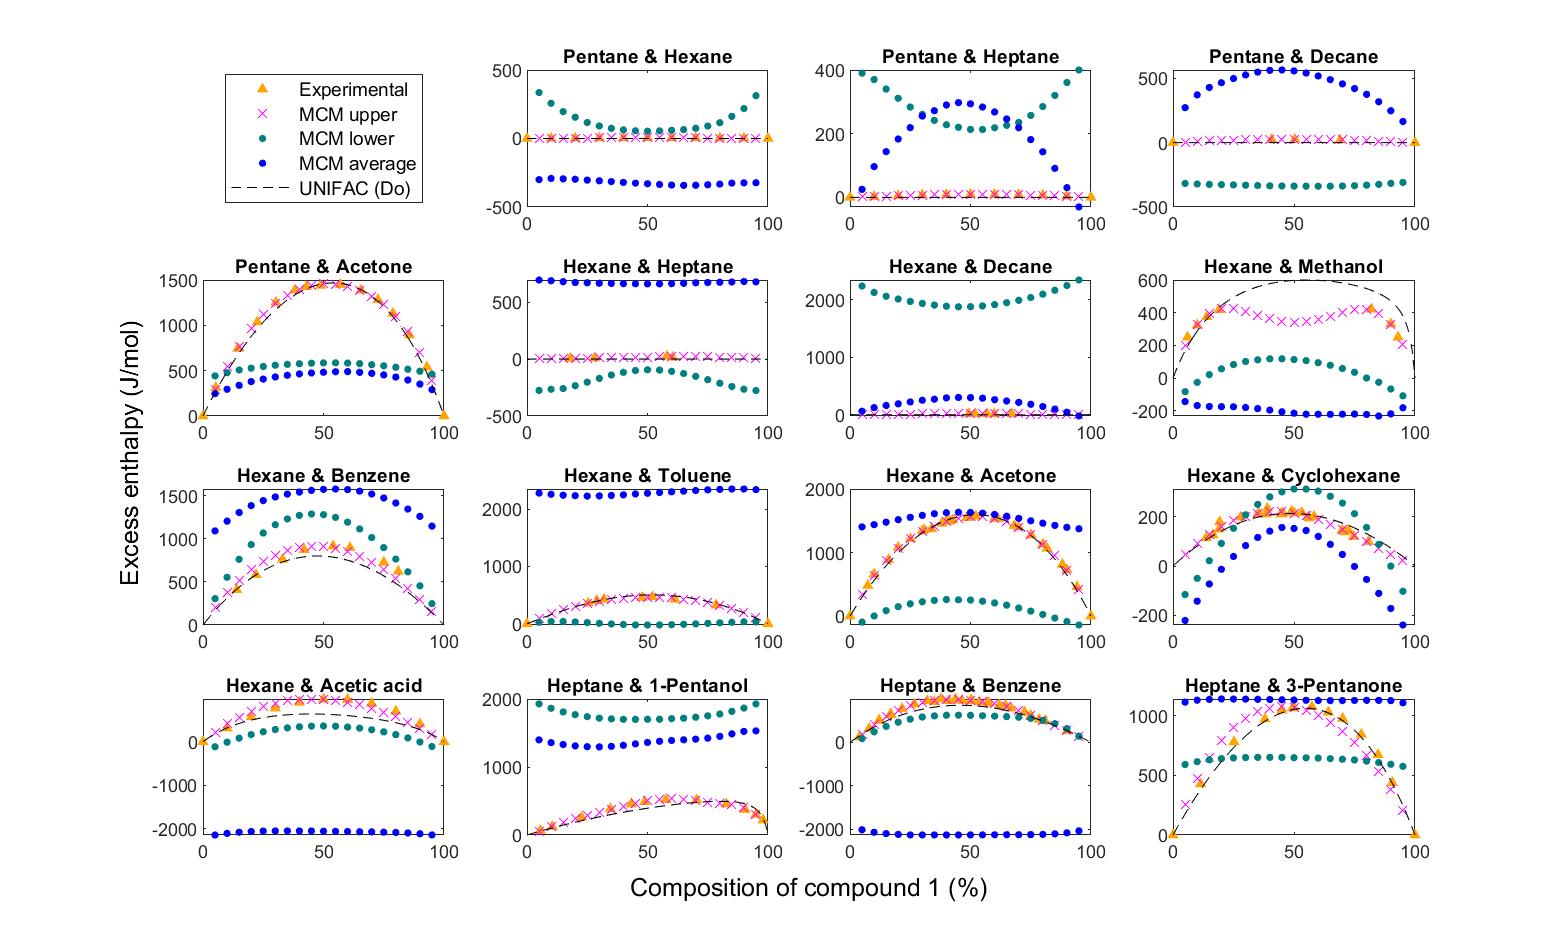 Experimental
MCM upper
MCM lower
MCM average
UNIFAC (Do)
Pentane & Hexane
500
0
-500
0 50 100
Pentane & Heptane
400
200
0
0 50 100
Pentane & Decane
500
0
-500
0 50 100
Pentane & Acetone
1500
1000
500
0
0 50 100
Hexane & Heptane
500
0
-500
0 50 100
Hexane & Decane
2000
1000
0
0 50 100
Hexane & Methanol
600
400
200
0
-200
0 50 100
Hexane & Benzene
1500
1000
500
0
0 50 100
Hexane & Toluene
2000
1000
0
0 50 100
Hexane & Acetone
2000
1000
0
0 50 100
Hexane & Cyclohexane
200
0
-200
0 50 100
Hexane & Acetic acid
0
-1000
-2000
0 50 100
Heptane & 1-Pentanol
2000
1000
0
0 50 100
Heptane & Benzene
0
-1000
-2000
0 50 100
Heptane & 3-Pentanone
1000
500
0
0 50 100
Excess enthalpy (J/mol)
Composition of compound 1 (%)